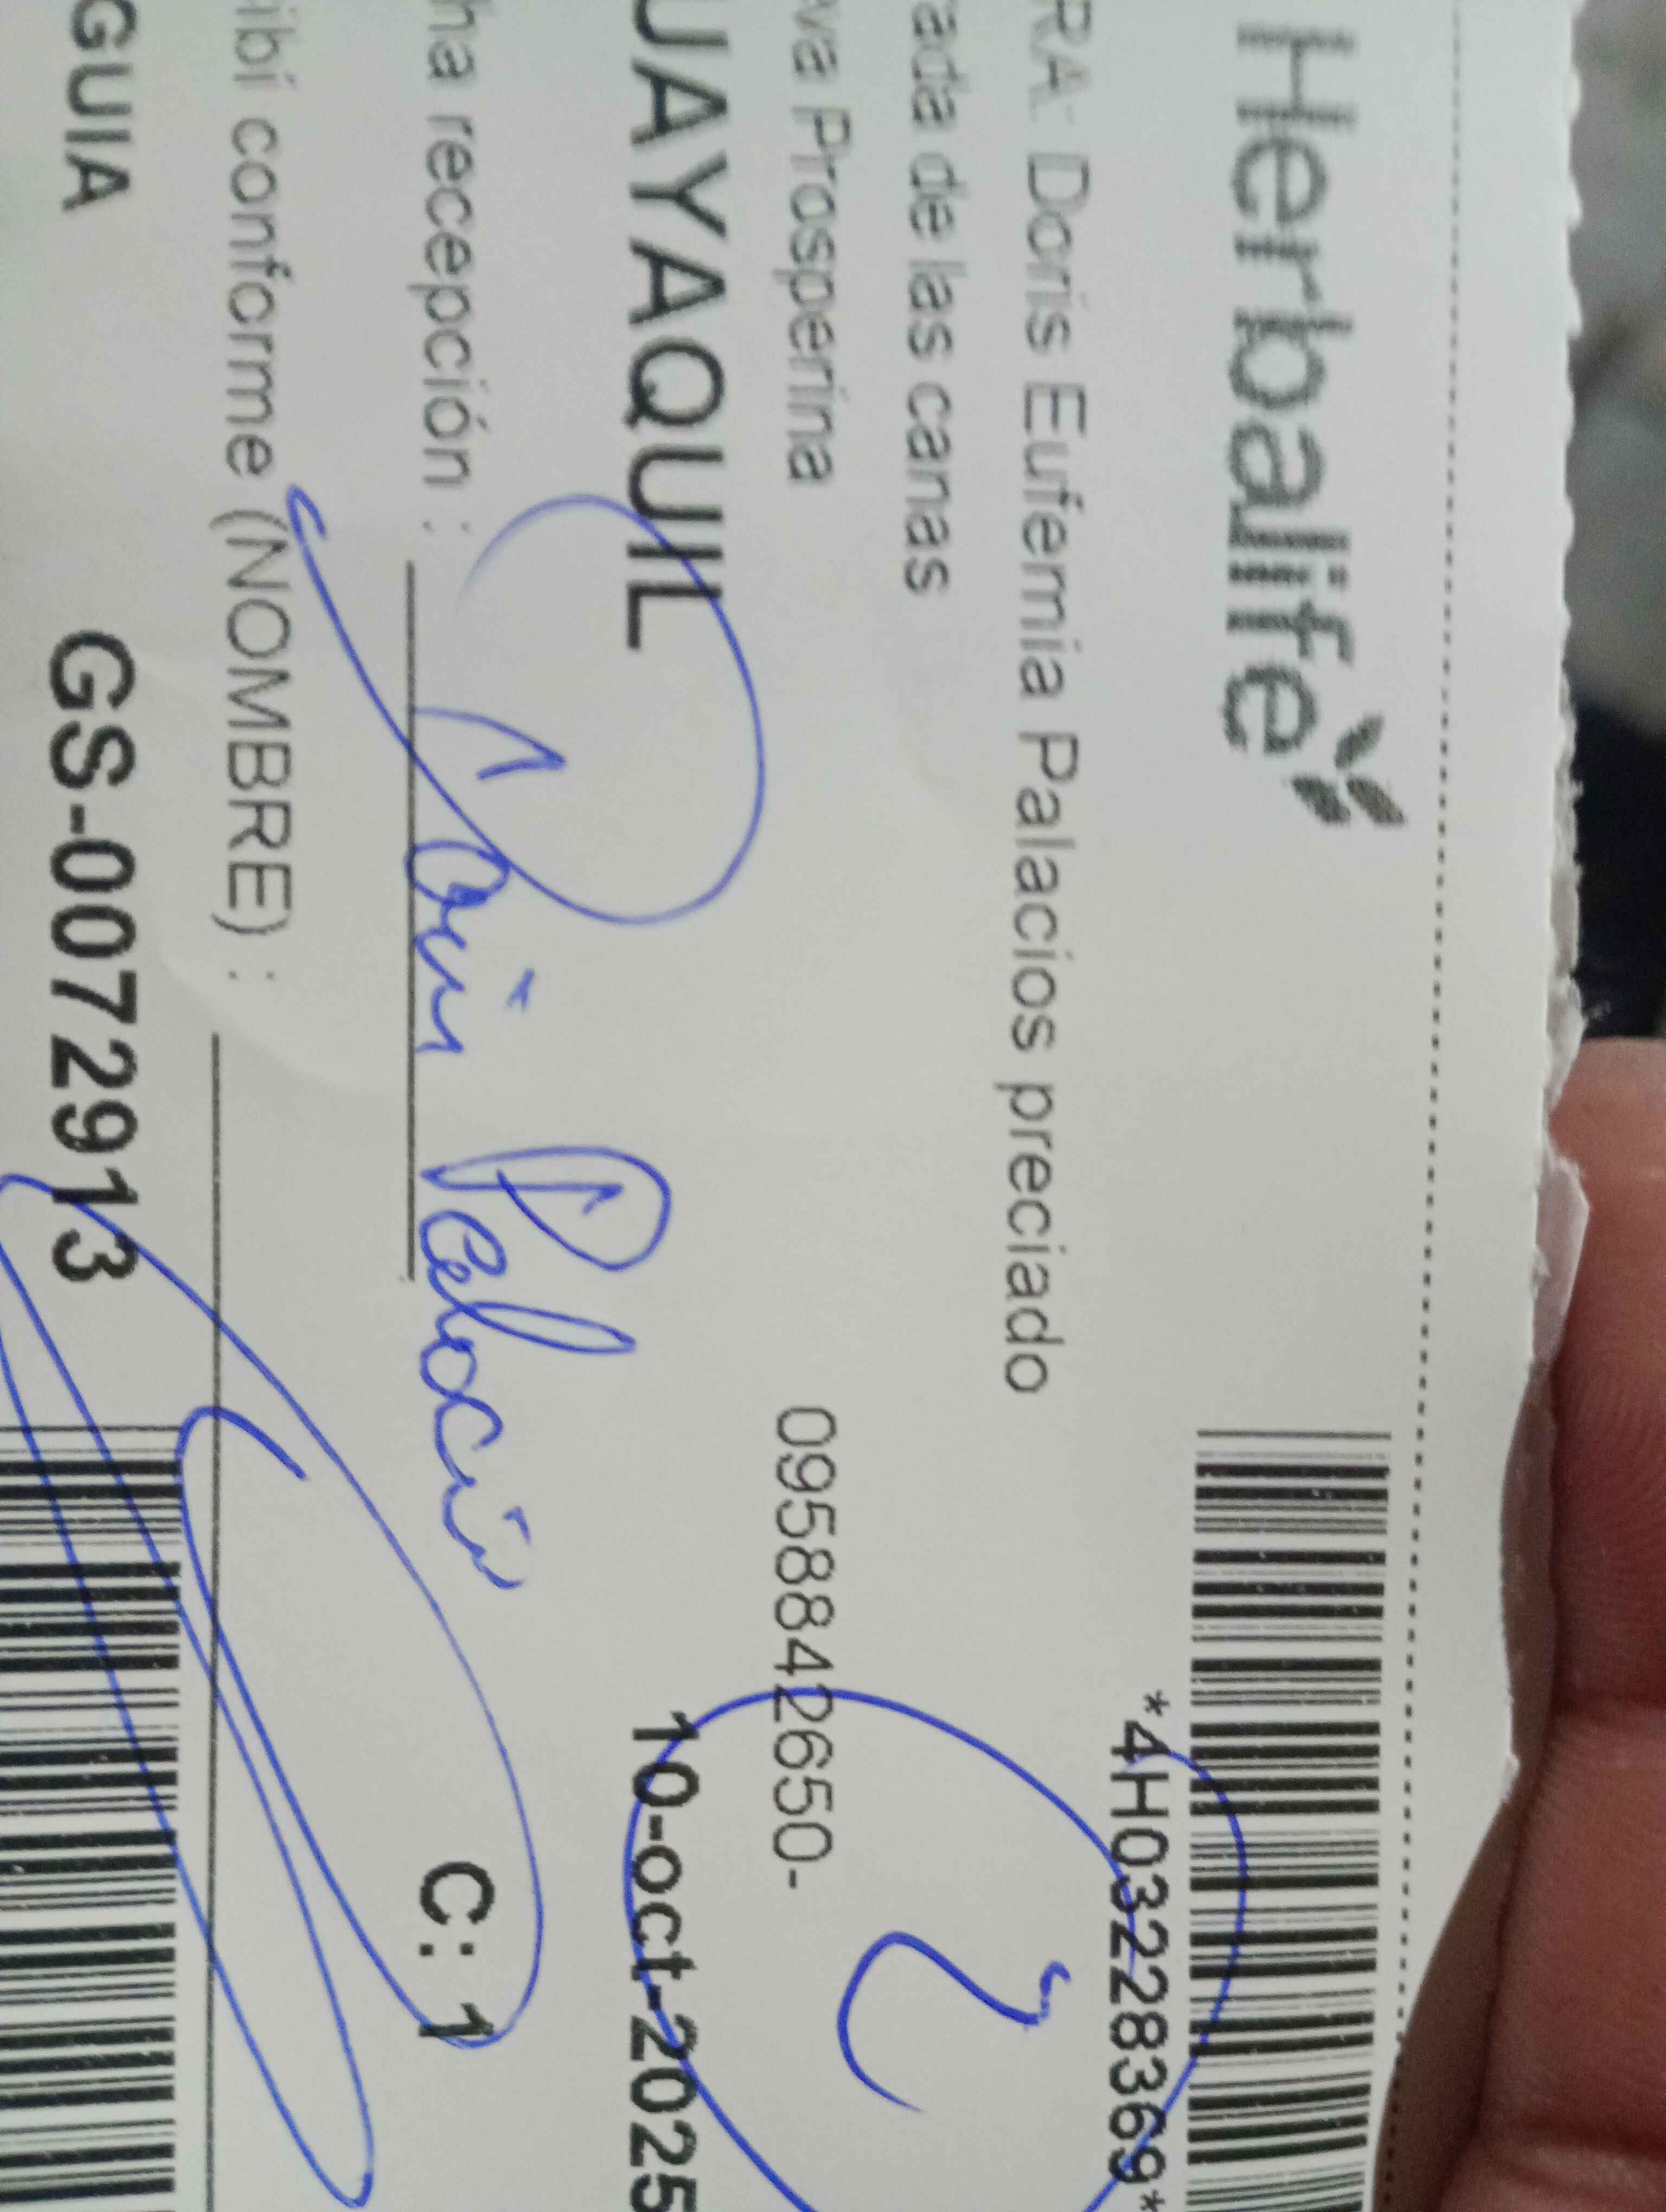 Herbalife
*4H03228369*
RA: Doris Eufemia Palacios preciado
ada de las canas
va Prosperina 0958842650-
UAYAQUIL 10-oct-2025
ha recepción : C: 1
Doris Palacios
ibí conforme (NOMBRE) :
GUIA GS-0072913